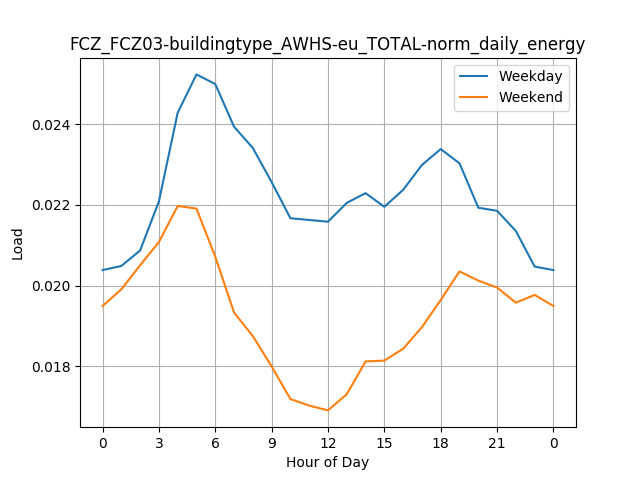 FCZ_FCZ03-buildingtype_AWHS-eu_TOTAL-norm_daily_energy
Weekday
Weekend
0.024
0.022
0.020
0.018
Load
0 3 6 9 12 15 18 21 0
Hour of Day